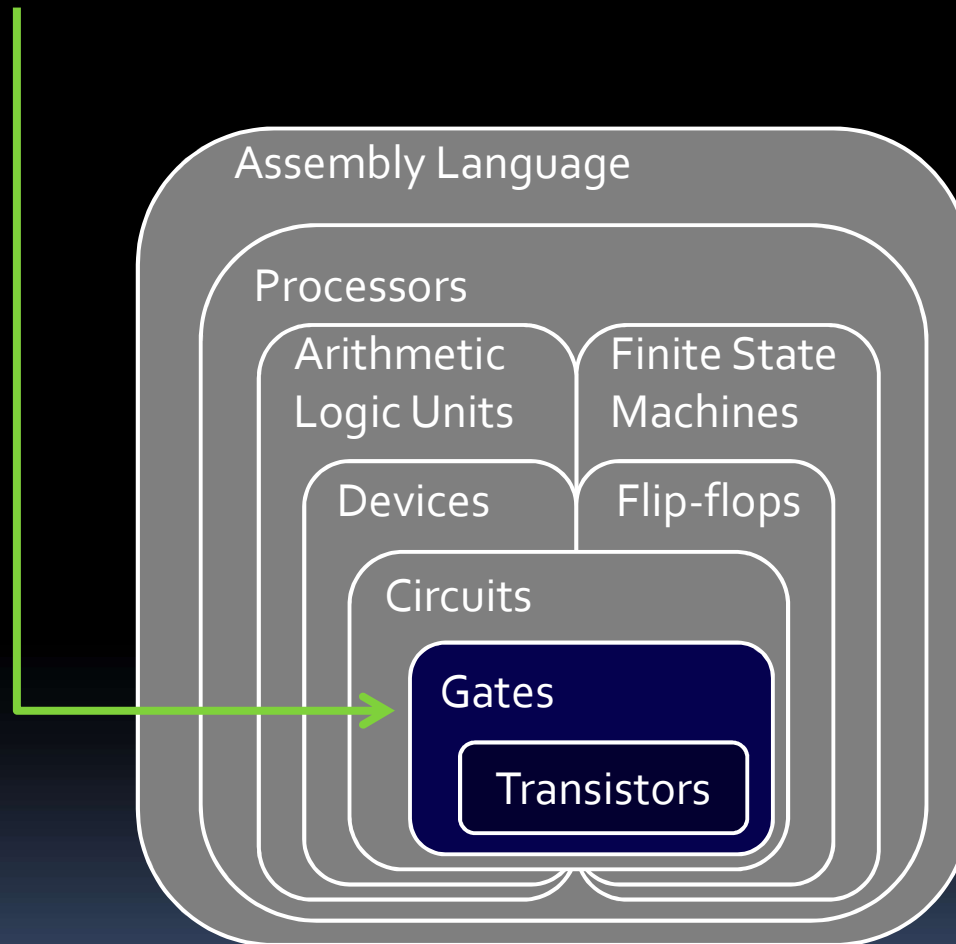 Assembly Language
Processors
Arithmetic
Logic Units
Finite State
Machines
Devices
Flip-flops
Circuits
Gates
Transistors